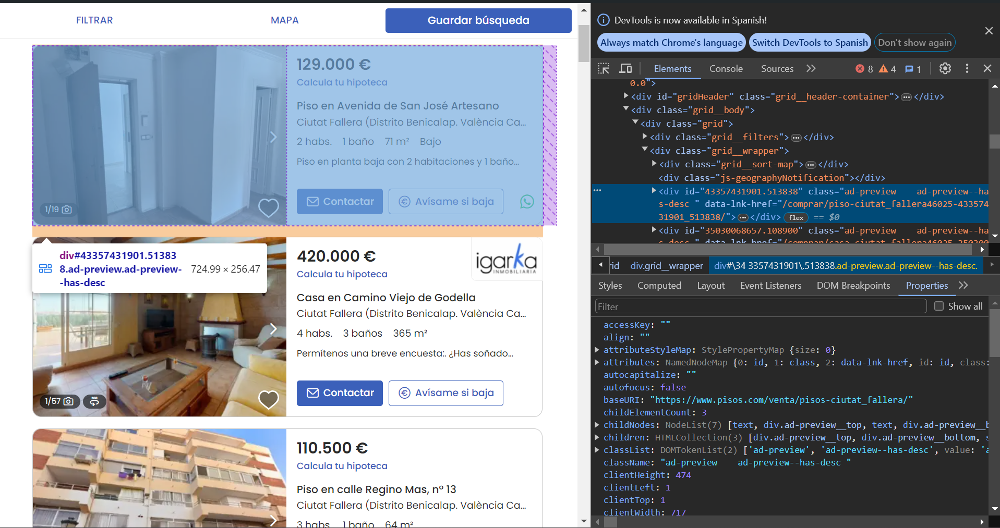 FILTRAR
MAPA
Guardar búsqueda
129.000 €
Calcula tu hipoteca
Piso en Avenida de San José Artesano
Ciutat Fallera (Distrito Benicalap. València Ca...
2 habs. 1 baño 71 m² Bajo
Piso en planta baja con 2 habitaciones y 1 baño...
Contactar
Avísame si baja
1/19
div#43357431901.51383
8.ad-preview.ad-preview-
-has-desc
724.99 × 256.47
420.000 €
Calcula tu hipoteca
igarka
INMOBILIARIA
Casa en Camino Viejo de Godella
Ciutat Fallera (Distrito Benicalap. València Ca...
4 habs. 3 baños 365 m²
Permítenos una breve encuesta:. ¿Has soñado...
Contactar
Avísame si baja
1/57
360
110.500 €
Calcula tu hipoteca
Piso en calle Regino Mas, nº 13
Ciutat Fallera (Distrito Benicalap. València Ca...
3 habs. 1 baño 64 m²
DevTools is now available in Spanish!
Always match Chrome's language
Switch DevTools to Spanish
Don't show again
Elements
Console
Sources
8
4
1
0.0">
<div id="gridHeader" class="grid__header-container">…</div>
<div class="grid__body">
<div class="grid">
<div class="grid__filters">…</div>
<div class="grid__wrapper">
<div class="grid__sort-map">…</div>
<div class="js-geographyNotification"></div>
<div id="43357431901.513838" class="ad-preview    ad-preview--ha
s-desc " data-lnk-href="/comprar/piso-ciutat_fallera46025-433574
31901_513838/">…</div> flex == $0
<div id="35030068657.108900" class="ad-preview    ad-preview--ha
s-desc " data-lnk-href="/comprar/casa-ciutat_fallera46025-350300
rid
div.grid__wrapper
div#\34 3357431901\.513838.ad-preview.ad-preview--has-desc.
Styles
Computed
Layout
Event Listeners
DOM Breakpoints
Properties
Filter
Show all
accessKey: ""
align: ""
attributeStyleMap: StylePropertyMap {size: 0}
attributes: NamedNodeMap {0: id, 1: class, 2: data-lnk-href, id: id, class:
autocapitalize: ""
autofocus: false
baseURI: "https://www.pisos.com/venta/pisos-ciutat_fallera/"
childElementCount: 3
childNodes: NodeList(7) [text, div.ad-preview__top, text, div.ad-preview__b
children: HTMLCollection(3) [div.ad-preview__top, div.ad-preview__bottom, s
classList: DOMTokenList(2) ['ad-preview', 'ad-preview--has-desc', value: 'a
className: "ad-preview    ad-preview--has-desc "
clientHeight: 474
clientLeft: 1
clientTop: 1
clientWidth: 717